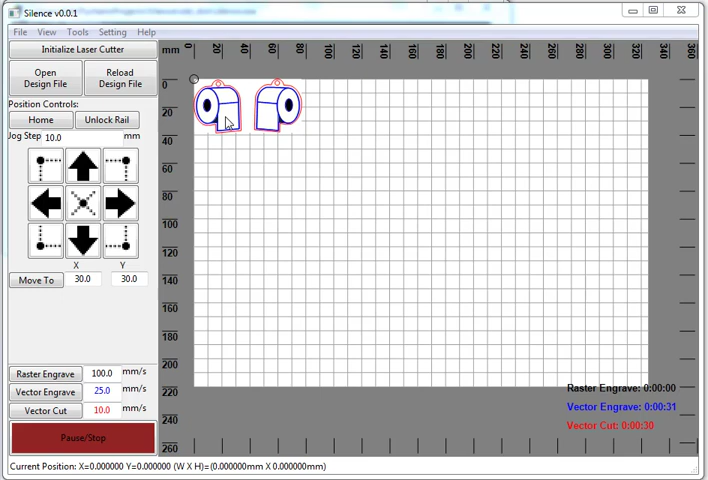 Silence v0.0.1
File View Tools Setting Help
Initialize Laser Cutter
Open Design File
Reload Design File
Position Controls:
Home Unlock Rail
Jog Step 10.0 mm
X Y
Move To 30.0 30.0
Raster Engrave 100.0 mm/s
Vector Engrave 25.0 mm/s
Vector Cut 10.0 mm/s
Pause/Stop
mm 0 20 40 60 80 100 120 140 160 180 200 220 240 260 280 300 320 340 360
0
20
40
60
80
100
120
140
160
180
200
220
240
260
Raster Engrave: 0:00:00
Vector Engrave: 0:00:31
Vector Cut: 0:00:30
Current Position: X=0.000000 Y=0.000000 (W X H)=(0.000000mm X 0.000000mm)